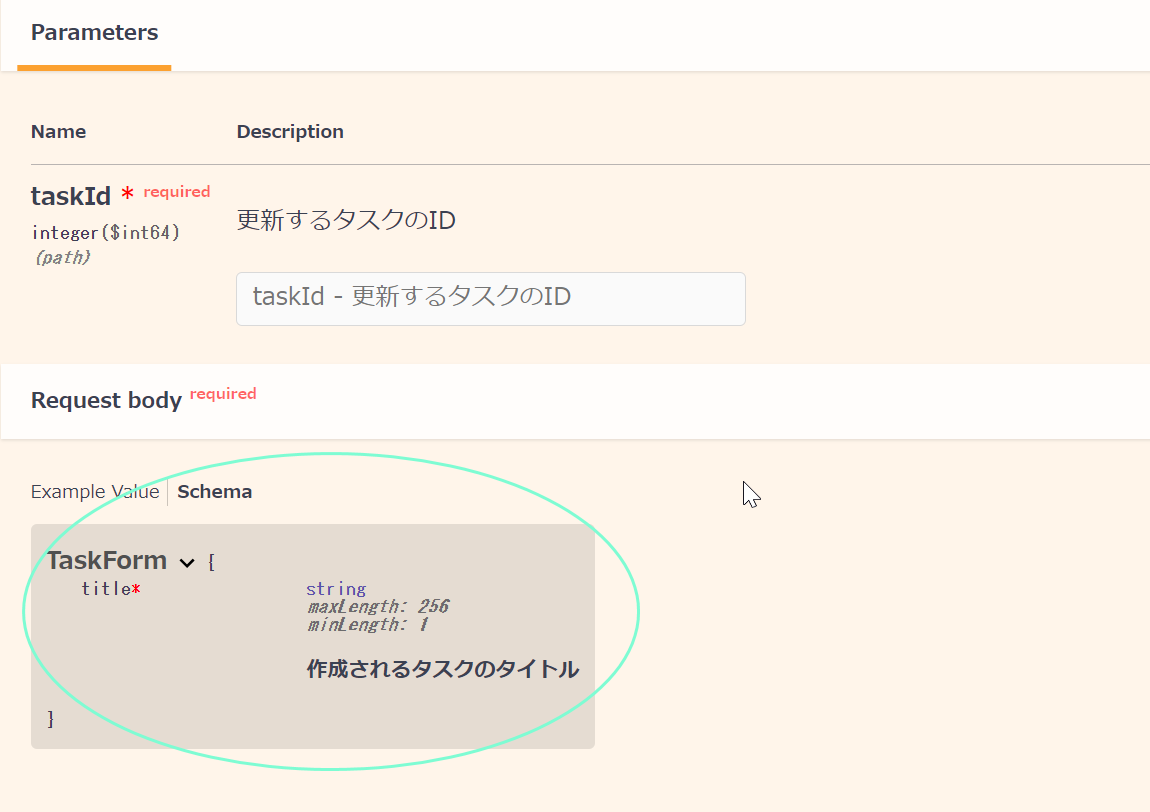 Parameters
Name Description
taskId * required
integer($int64)
(path)
更新するタスクのID
taskId - 更新するタスクのID
Request body required
Example Value Schema
TaskForm {
title* string
maxLength: 256
minLength: 1
作成されるタスクのタイトル
}